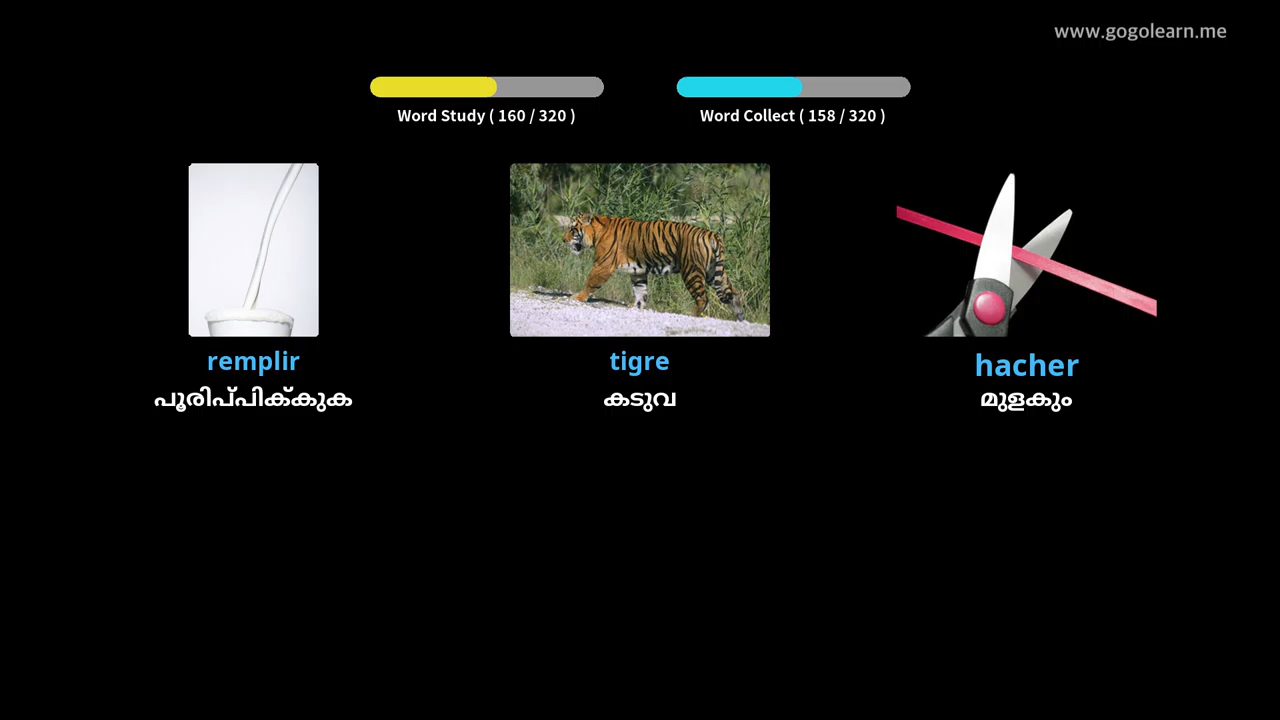 www.gogolearn.me
Word Study ( 160 / 320 )
Word Collect ( 158 / 320 )
remplir
tigre
hacher
പൂരിപ്പിക്കുക
കടുവ
മുളകും